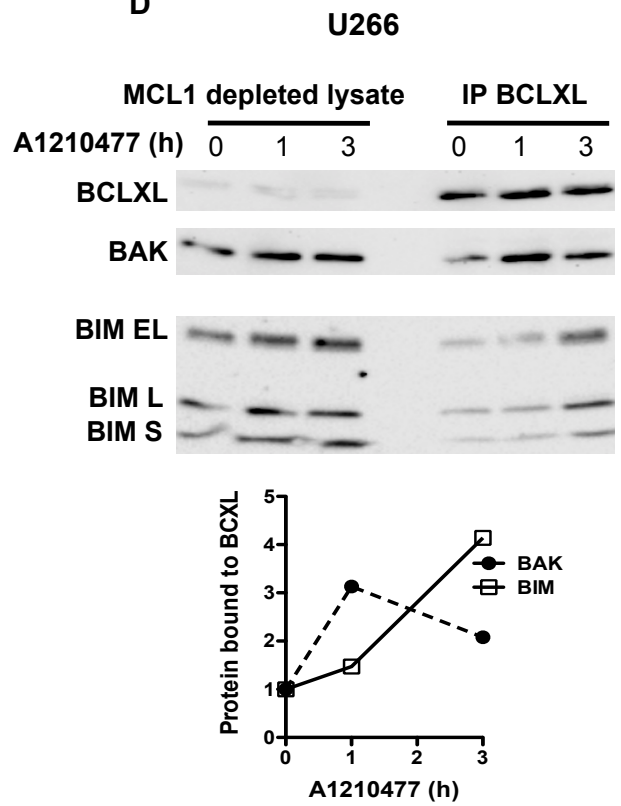 D
U266
MCL1 depleted lysate IP BCLXL
A1210477 (h) 0 1 3 0 1 3
BCLXL
BAK
BIM EL
BIM L
BIM S
Protein bound to BCXL
5
4
3
2
1
0
BAK
BIM
0 1 2 3
A1210477 (h)